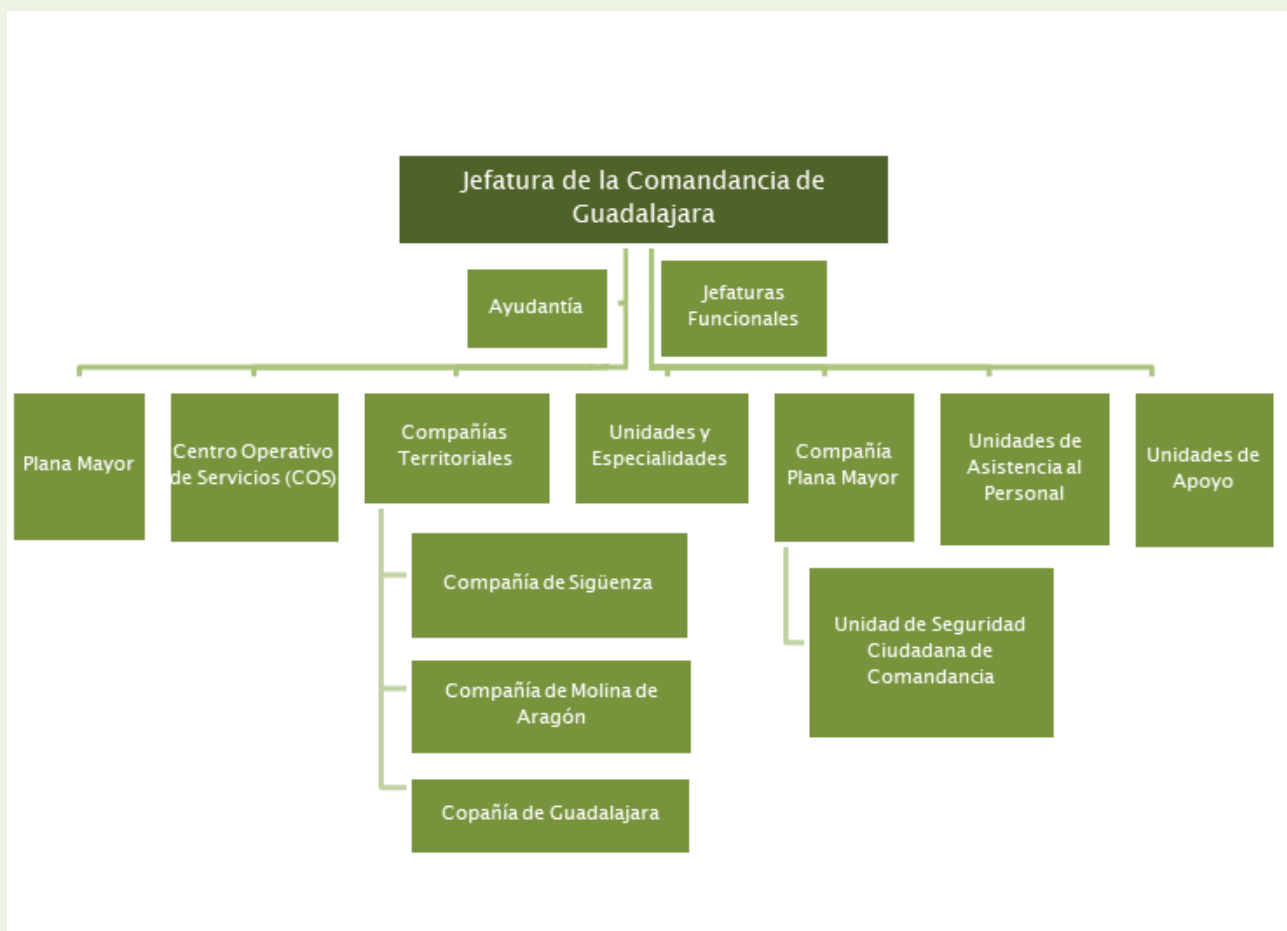 Jefatura de la Comandancia de
Guadalajara
Ayudantía
Jefaturas
Funcionales
Plana Mayor
Centro Operativo
de Servicios (COS)
Compañías
Territoriales
Unidades y
Especialidades
Compañía
Plana Mayor
Unidades de
Asistencia al
Personal
Unidades de
Apoyo
Compañía de Sigüenza
Compañía de Molina de
Aragón
Copañía de Guadalajara
Unidad de Seguridad
Ciudadana de
Comandancia